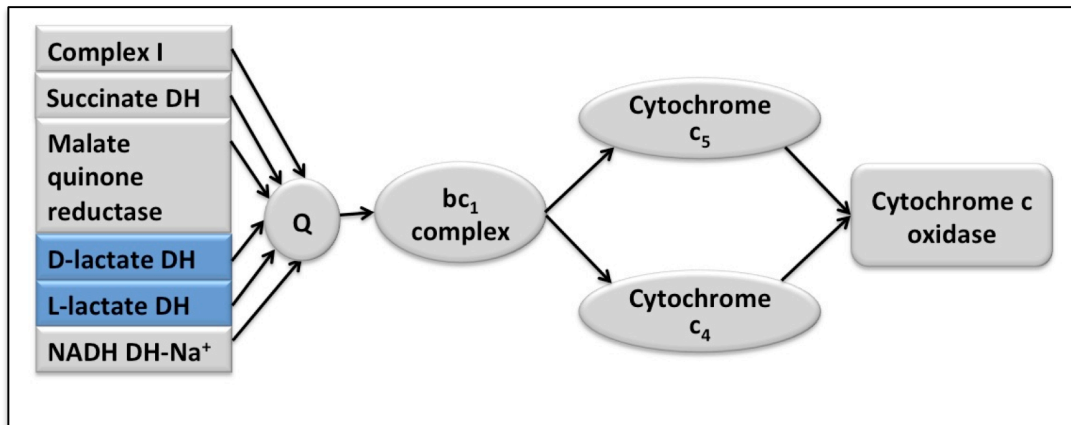 Complex I
Succinate DH
Malate
quinone
reductase
D-lactate DH
L-lactate DH
NADH DH-Na⁺
Q
bc₁
complex
Cytochrome
c₅
Cytochrome
c₄
Cytochrome c
oxidase